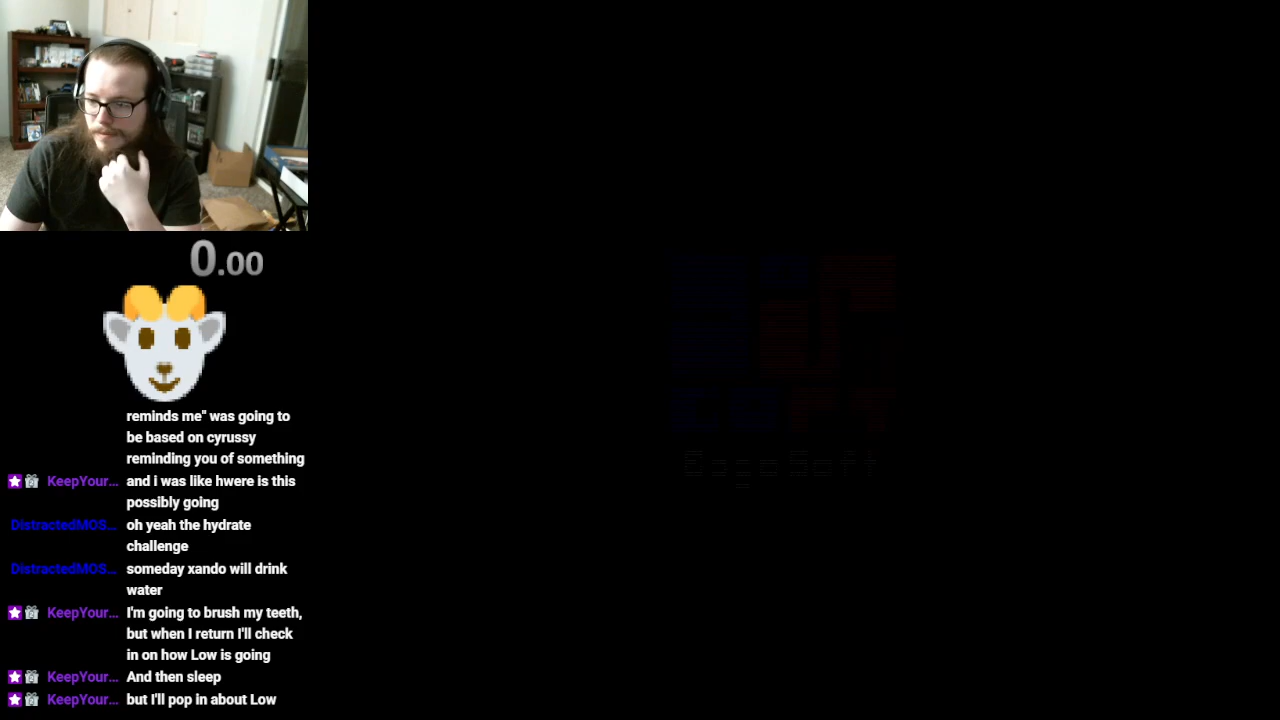 0.00
reminds me" was going to
be based on cyrussy
reminding you of something
KeepYour... and i was like hwere is this
possibly going
DistractedMOS... oh yeah the hydrate
challenge
DistractedMOS... someday xando will drink
water
KeepYour... I'm going to brush my teeth,
but when I return I'll check
in on how Low is going
KeepYour... And then sleep
KeepYour... but I'll pop in about Low